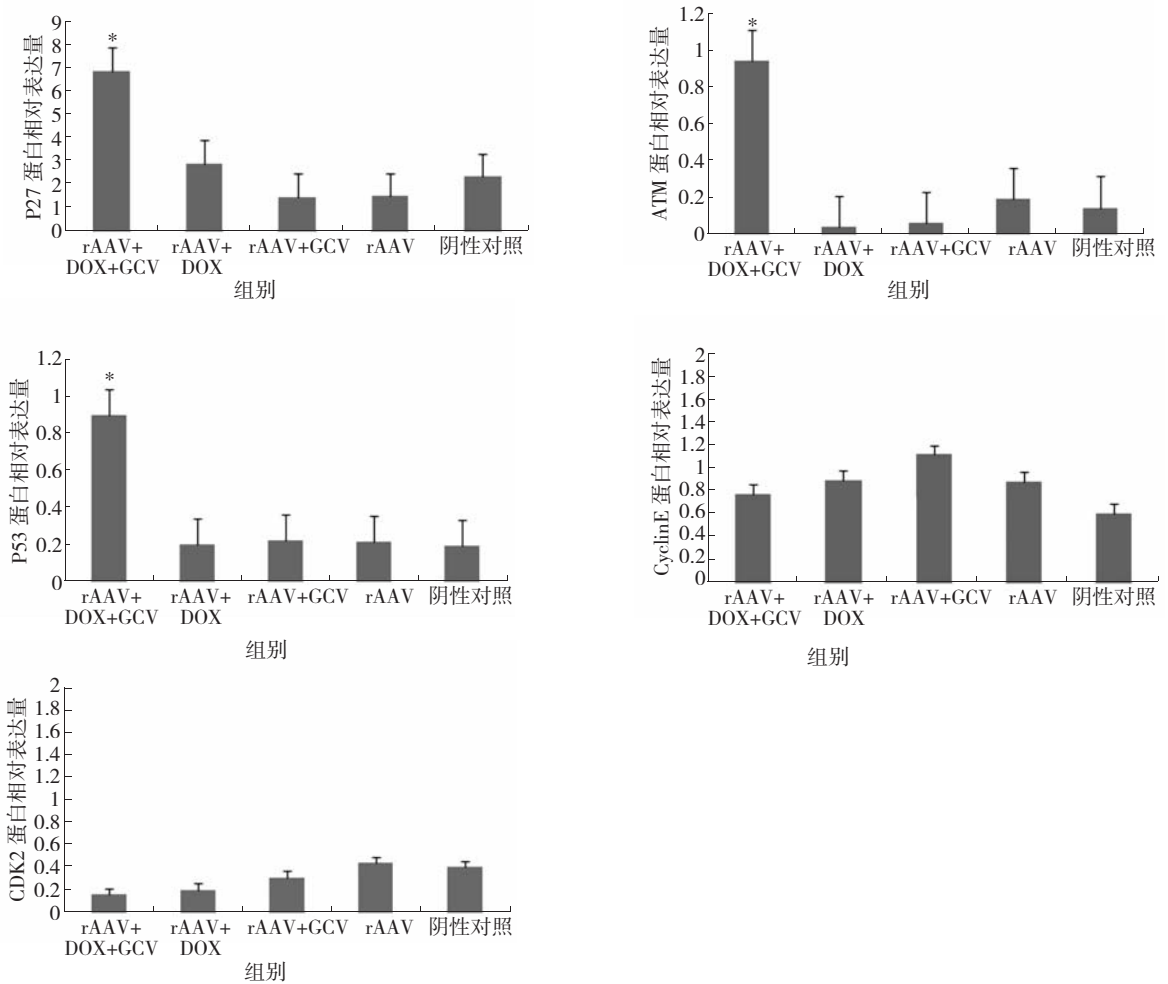 P27 蛋白相对表达量
9
8
7
6
5
4
3
2
1
0
*
rAAV+
DOX+GCV
rAAV+
DOX
rAAV+GCV
rAAV
阴性对照
组别
ATM 蛋白相对表达量
1.2
1
0.8
0.6
0.4
0.2
0
*
rAAV+
DOX+GCV
rAAV+
DOX
rAAV+GCV
rAAV
阴性对照
组别
P53 蛋白相对表达量
1.2
1
0.8
0.6
0.4
0.2
0
*
rAAV+
DOX+GCV
rAAV+
DOX
rAAV+GCV
rAAV
阴性对照
组别
CyclinE 蛋白相对表达量
2
1.8
1.6
1.4
1.2
1
0.8
0.6
0.4
0.2
0
rAAV+
DOX+GCV
rAAV+
DOX
rAAV+GCV
rAAV
阴性对照
组别
CDK2 蛋白相对表达量
2
1.8
1.6
1.4
1.2
1
0.8
0.6
0.4
0.2
0
rAAV+
DOX+GCV
rAAV+
DOX
rAAV+GCV
rAAV
阴性对照
组别